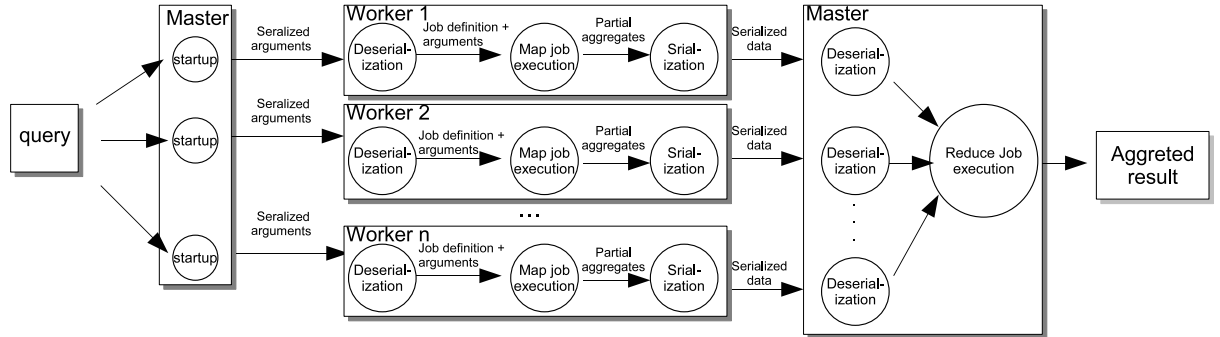 query
Master
startup
startup
startup
Seralized
arguments
Seralized
arguments
Seralized
arguments
Worker 1
Deserial-
ization
Job definition +
arguments
Map job
execution
Partial
aggregates
Srial-
ization
Serialized
data
Worker 2
Deserial-
ization
Job definition +
arguments
Map job
execution
Partial
aggregates
Srial-
ization
Serialized
data
...
Worker n
Deserial-
ization
Job definition +
arguments
Map job
execution
Partial
aggregates
Srial-
ization
Serialized
data
Master
Deserial-
ization
Deserial-
ization
. .
. .
. .
Deserial-
ization
Reduce Job
execution
Aggreted
result